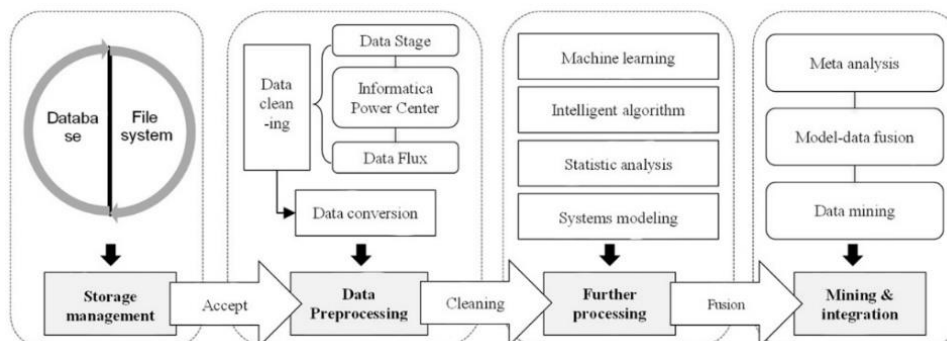 Databa
se
File
system
Storage
management
Accept
Data
clean
-ing
Data Stage
Informatica
Power Center
Data Flux
Data conversion
Data
Preprocessing
Cleaning
Machine learning
Intelligent algorithm
Statistic analysis
Systems modeling
Further
processing
Fusion
Meta analysis
Model-data fusion
Data mining
Mining &
integration